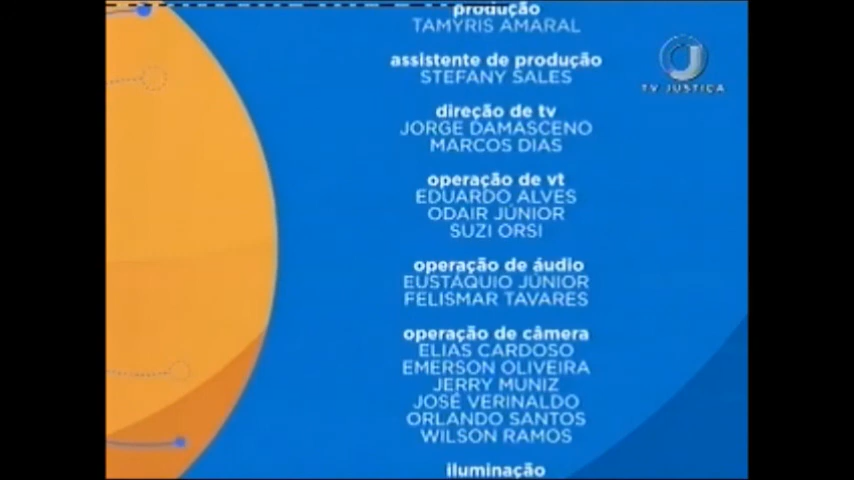 produção
TAMYRIS AMARAL
assistente de produção
STEFANY SALES
TV JUSTIÇA
direção de tv
JORGE DAMASCENO
MARCOS DIAS
operação de vt
EDUARDO ALVES
ODAIR JÚNIOR
SUZI ORSI
operação de áudio
EUSTÁQUIO JÚNIOR
FELISMAR TAVARES
operação de câmera
ELIAS CARDOSO
EMERSON OLIVEIRA
JERRY MUNIZ
JOSÉ VERINALDO
ORLANDO SANTOS
WILSON RAMOS
iluminação